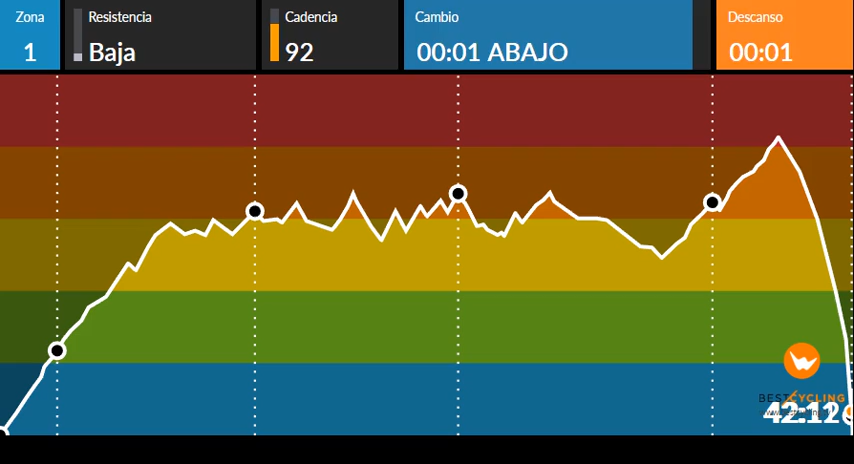 Zona
1
Resistencia
Baja
Cadencia
92
Cambio
00:01 ABAJO
Descanso
00:01
BESTCYCLING
42:12